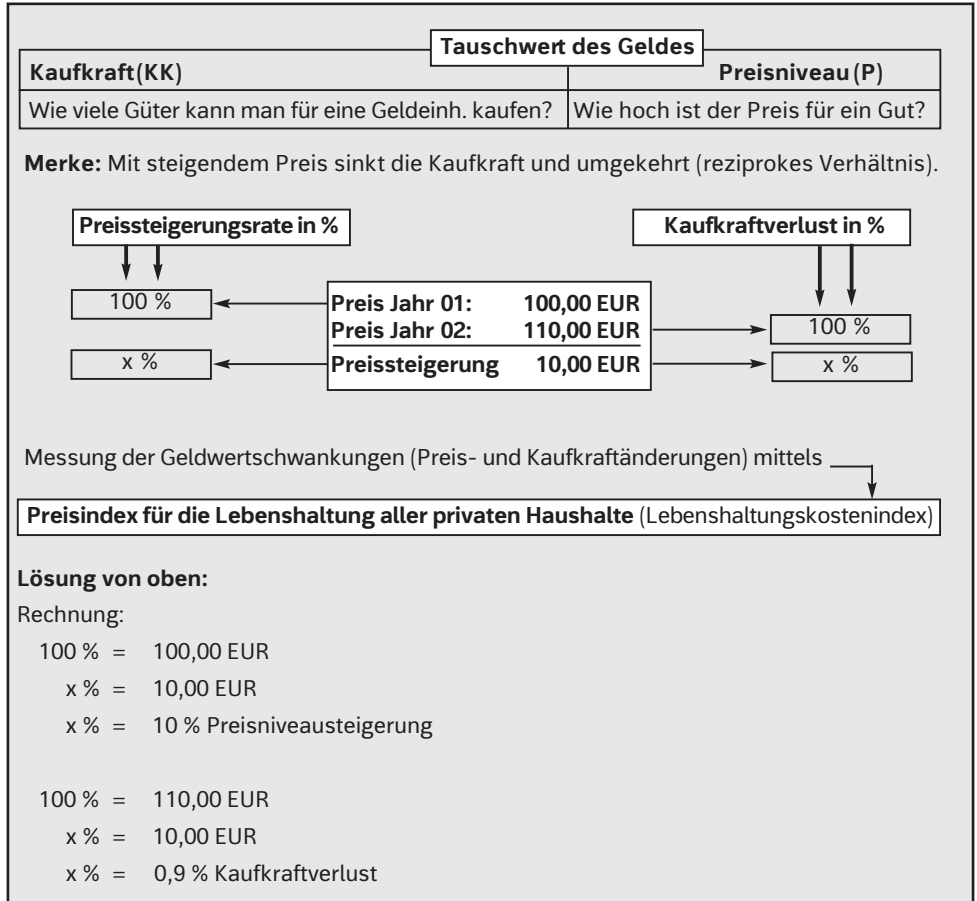 Tauschwert des Geldes
Kaufkraft (KK) Preisniveau (P)
Wie viele Güter kann man für eine Geldeinh. kaufen? Wie hoch ist der Preis für ein Gut?
Merke: Mit steigendem Preis sinkt die Kaufkraft und umgekehrt (reziprokes Verhältnis).
Preissteigerungsrate in % Kaufkraftverlust in %
100 % Preis Jahr 01: 100,00 EUR
Preis Jahr 02: 110,00 EUR 100 %
x % Preissteigerung 10,00 EUR x %
Messung der Geldwertschwankungen (Preis- und Kaufkraftänderungen) mittels
Preisindex für die Lebenshaltung aller privaten Haushalte (Lebenshaltungskostenindex)
Lösung von oben:
Rechnung:
100 % = 100,00 EUR
x % = 10,00 EUR
x % = 10 % Preisniveausteigerung
100 % = 110,00 EUR
x % = 10,00 EUR
x % = 0,9 % Kaufkraftverlust